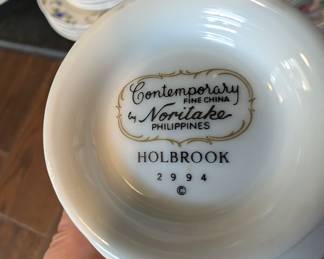 Contemporary
FINE CHINA
by Noritake
PHILIPPINES
HOLBROOK
2994
©